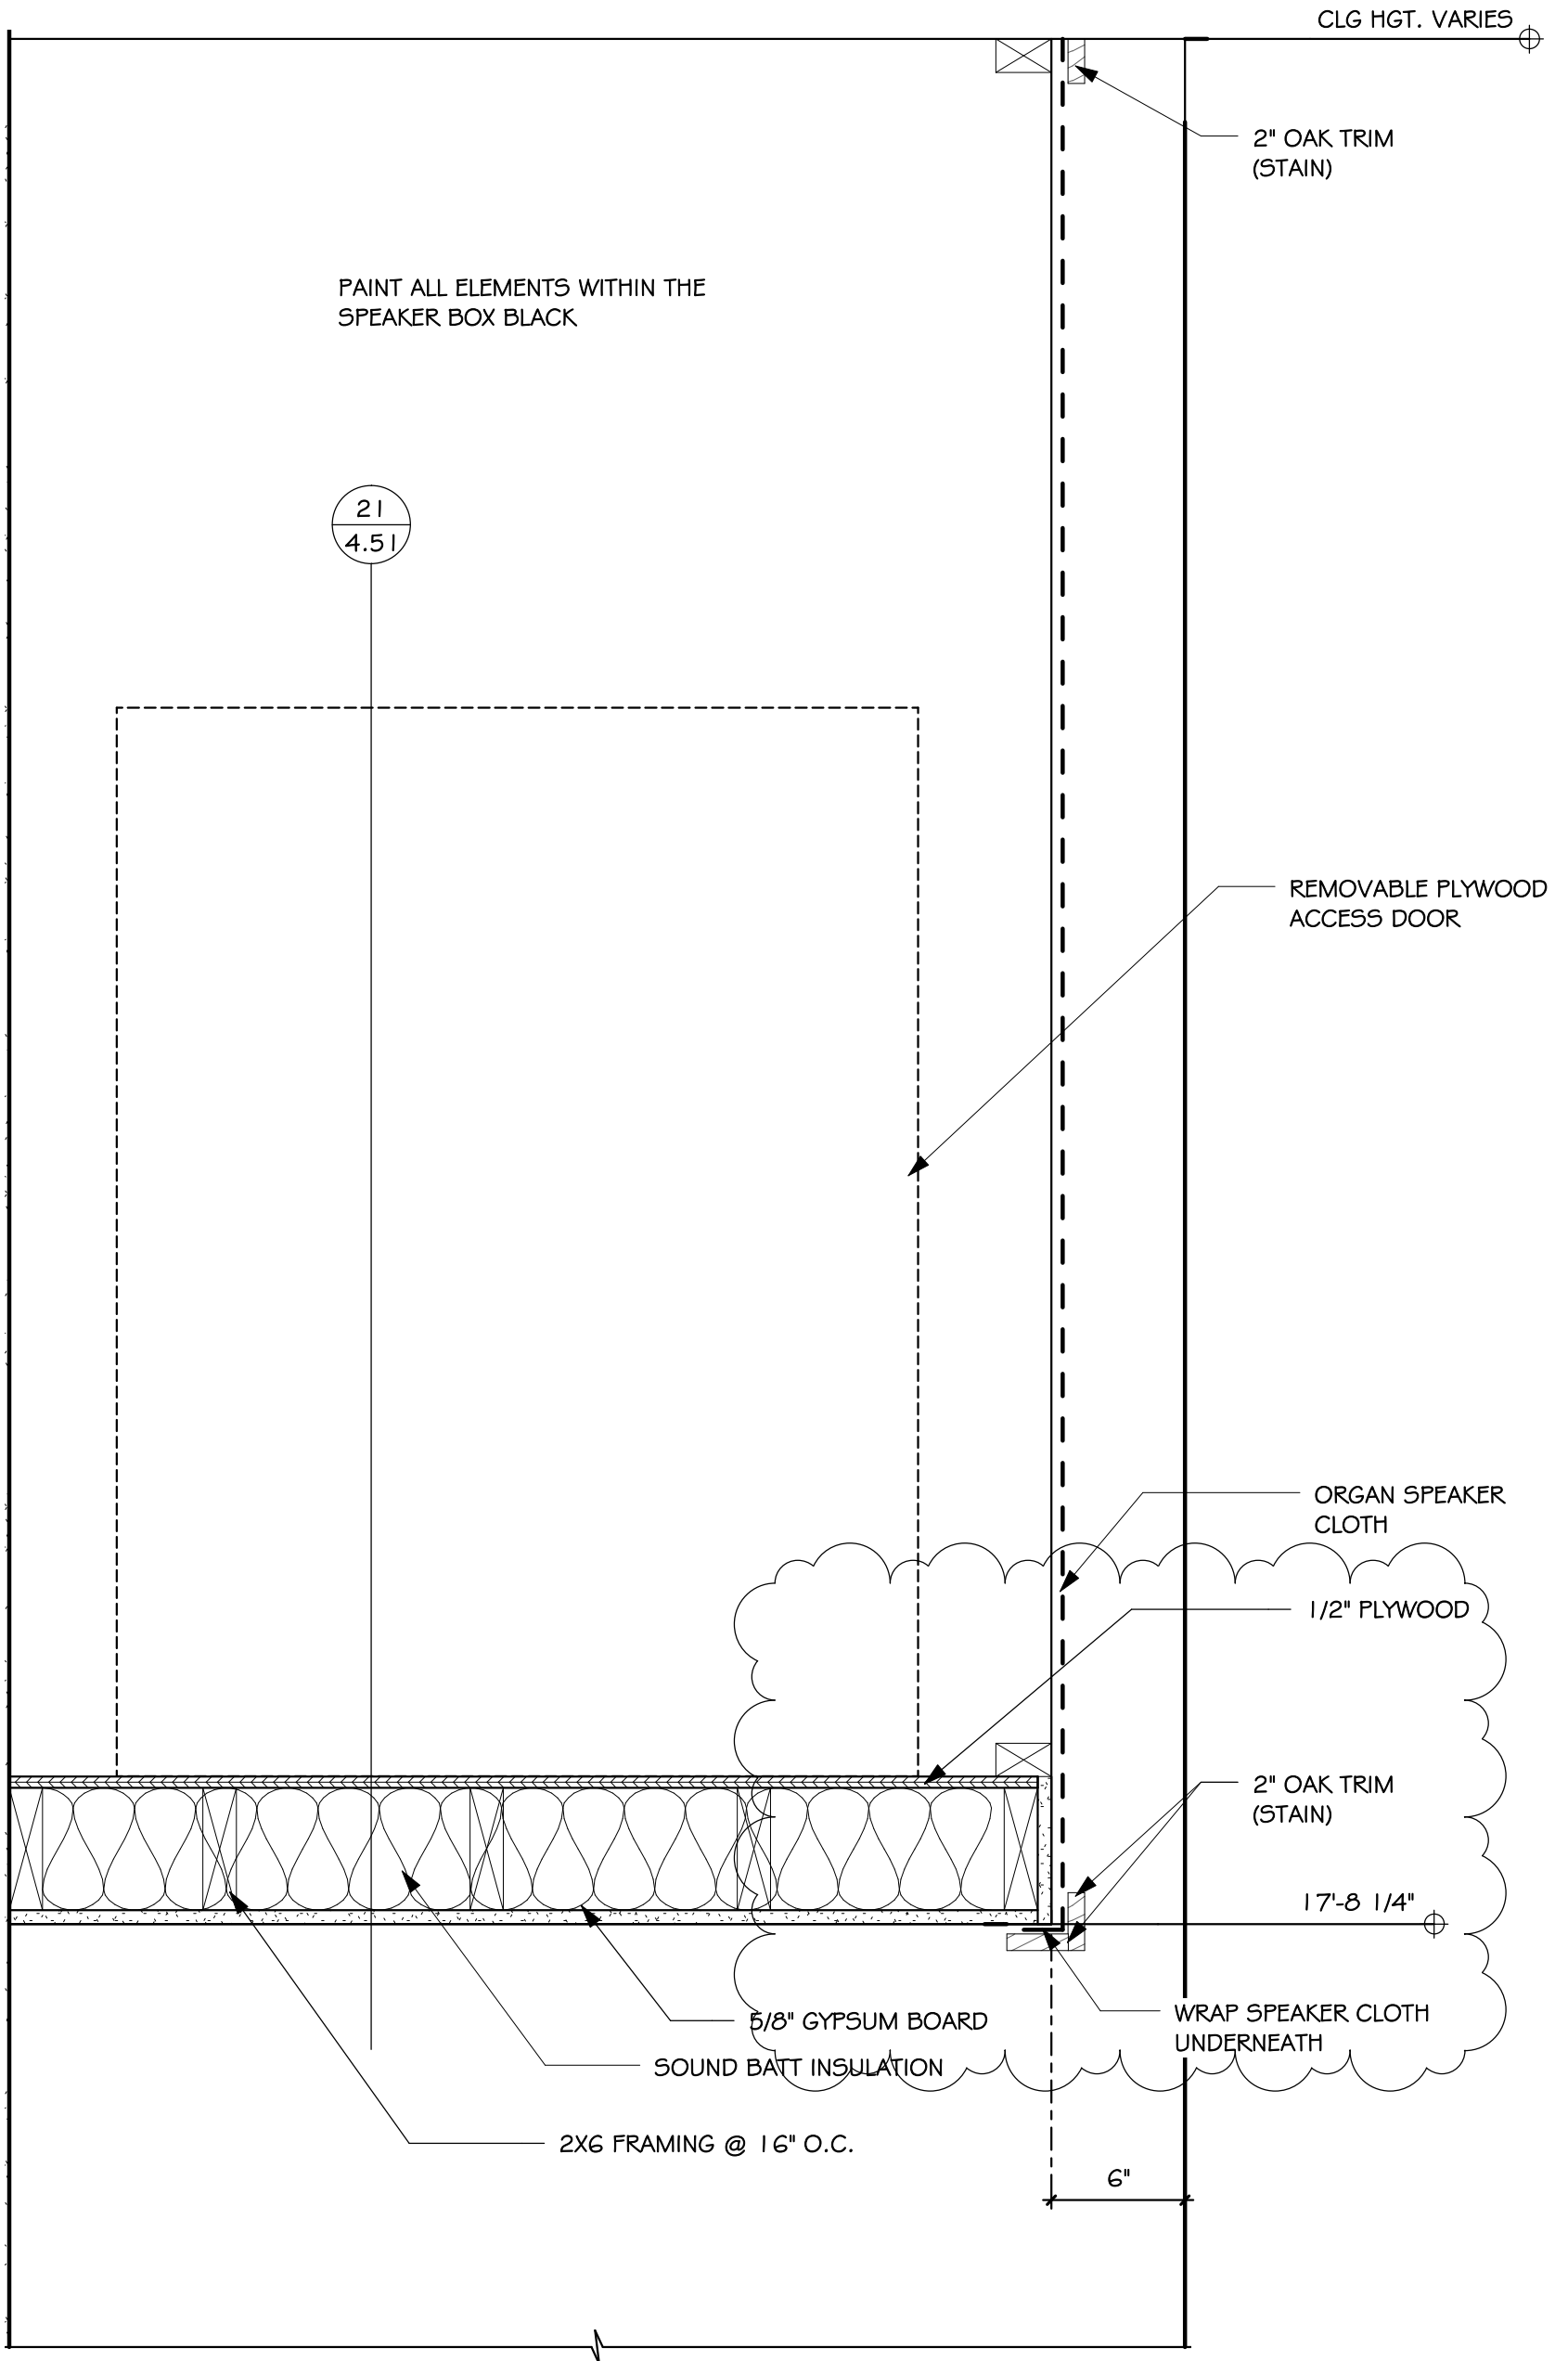 CLG HGT. VARIES
2" OAK TRIM
(STAIN)
PAINT ALL ELEMENTS WITHIN THE
SPEAKER BOX BLACK
21
4.51
REMOVABLE PLYWOOD
ACCESS DOOR
ORGAN SPEAKER
CLOTH
1/2" PLYWOOD
2" OAK TRIM
(STAIN)
17'-8 1/4"
WRAP SPEAKER CLOTH
UNDERNEATH
5/8" GYPSUM BOARD
SOUND BATT INSULATION
2X6 FRAMING @ 16" O.C.
6"